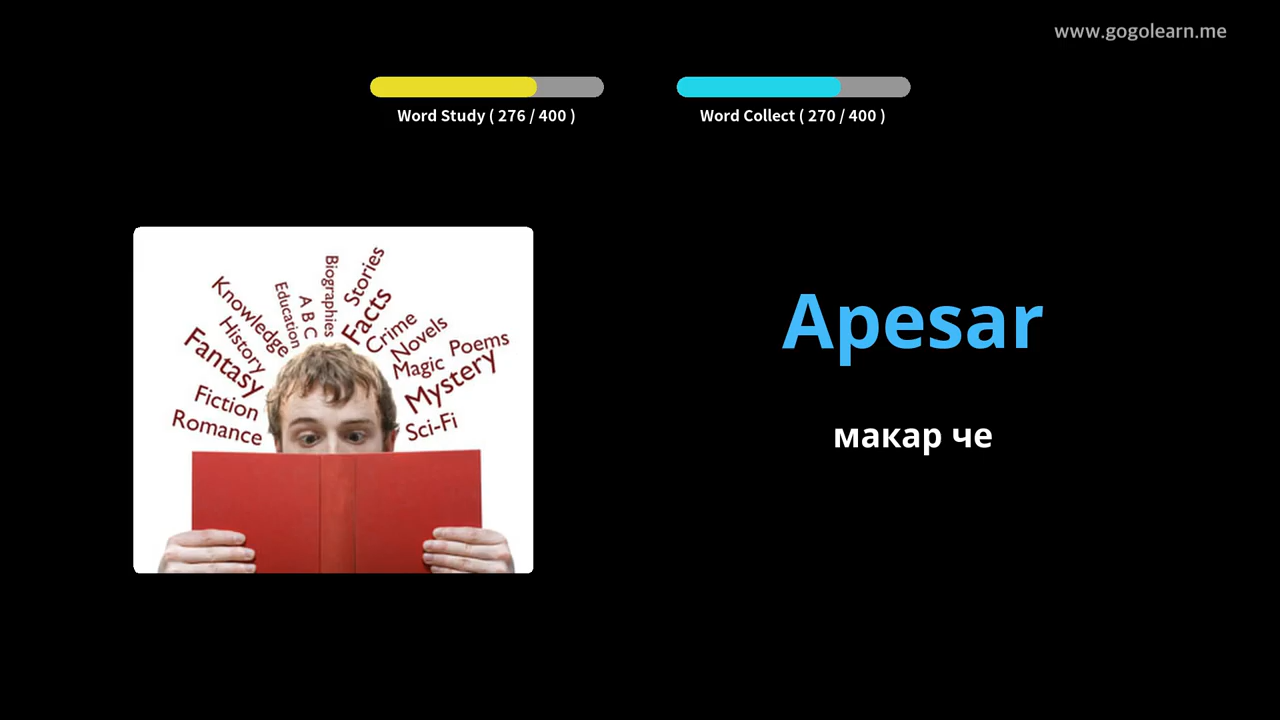 www.gogolearn.me
Word Study ( 276 / 400 )
Word Collect ( 270 / 400 )
Biographies
Stories
Education
A B C
Facts
Knowledge
Crime
History
Novels
Poems
Fantasy
Magic
Mystery
Fiction
Romance
Sci-Fi
Apesar
макар че